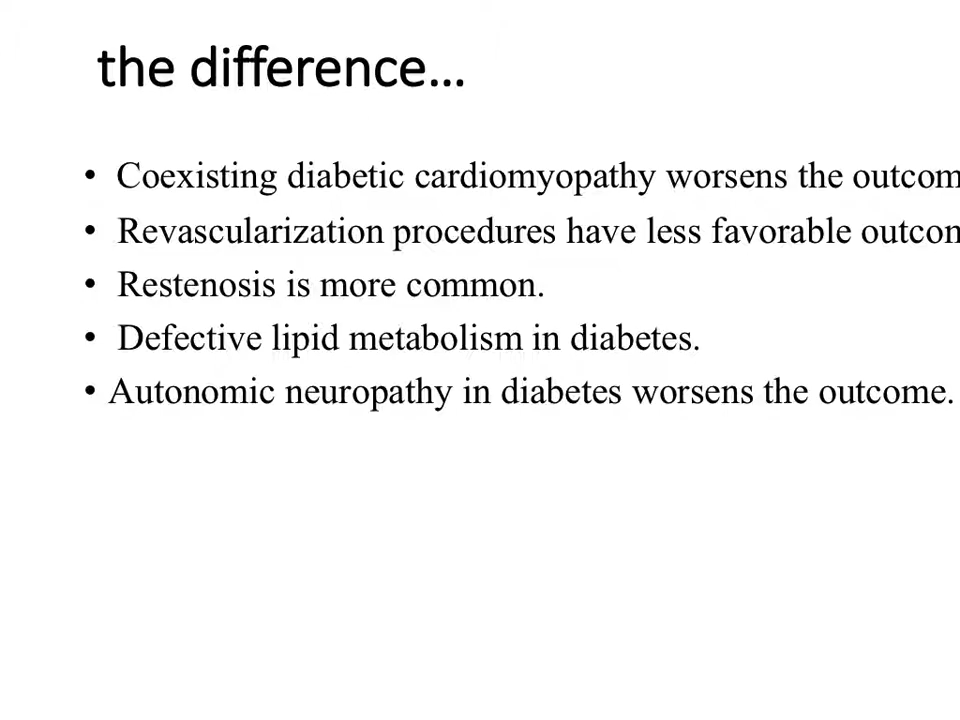 the difference…
• Coexisting diabetic cardiomyopathy worsens the outcom
• Revascularization procedures have less favorable outcom
• Restenosis is more common.
• Defective lipid metabolism in diabetes.
• Autonomic neuropathy in diabetes worsens the outcome.